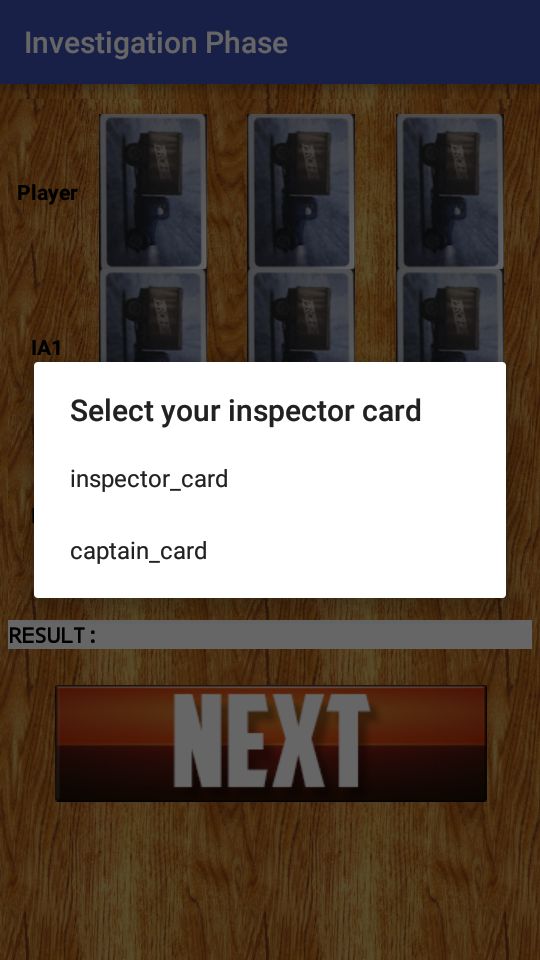 Investigation Phase
Player
IA1
Select your inspector card
inspector_card
captain_card
RESULT:
NEXT